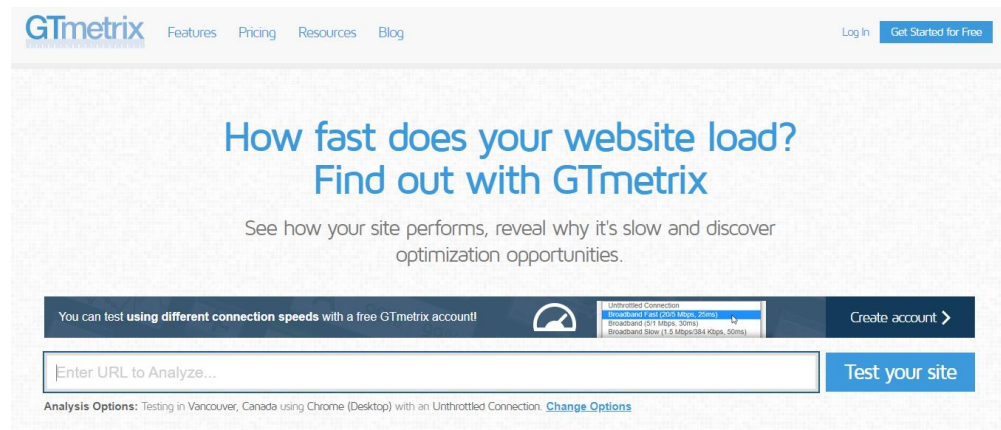 GTmetrix Features Pricing Resources Blog Log In Get Started for Free
How fast does your website load?
Find out with GTmetrix
See how your site performs, reveal why it's slow and discover
optimization opportunities.
You can test using different connection speeds with a free GTmetrix account!
Unthrottled Connection
Broadband Fast (20/5 Mbps, 25ms)
Broadband (5/1 Mbps, 30ms)
Broadband Slow (1.5 Mbps/384 Kbps, 50ms)
Create account
Enter URL to Analyze...
Test your site
Analysis Options: Testing in Vancouver, Canada using Chrome (Desktop) with an Unthrottled Connection. Change Options